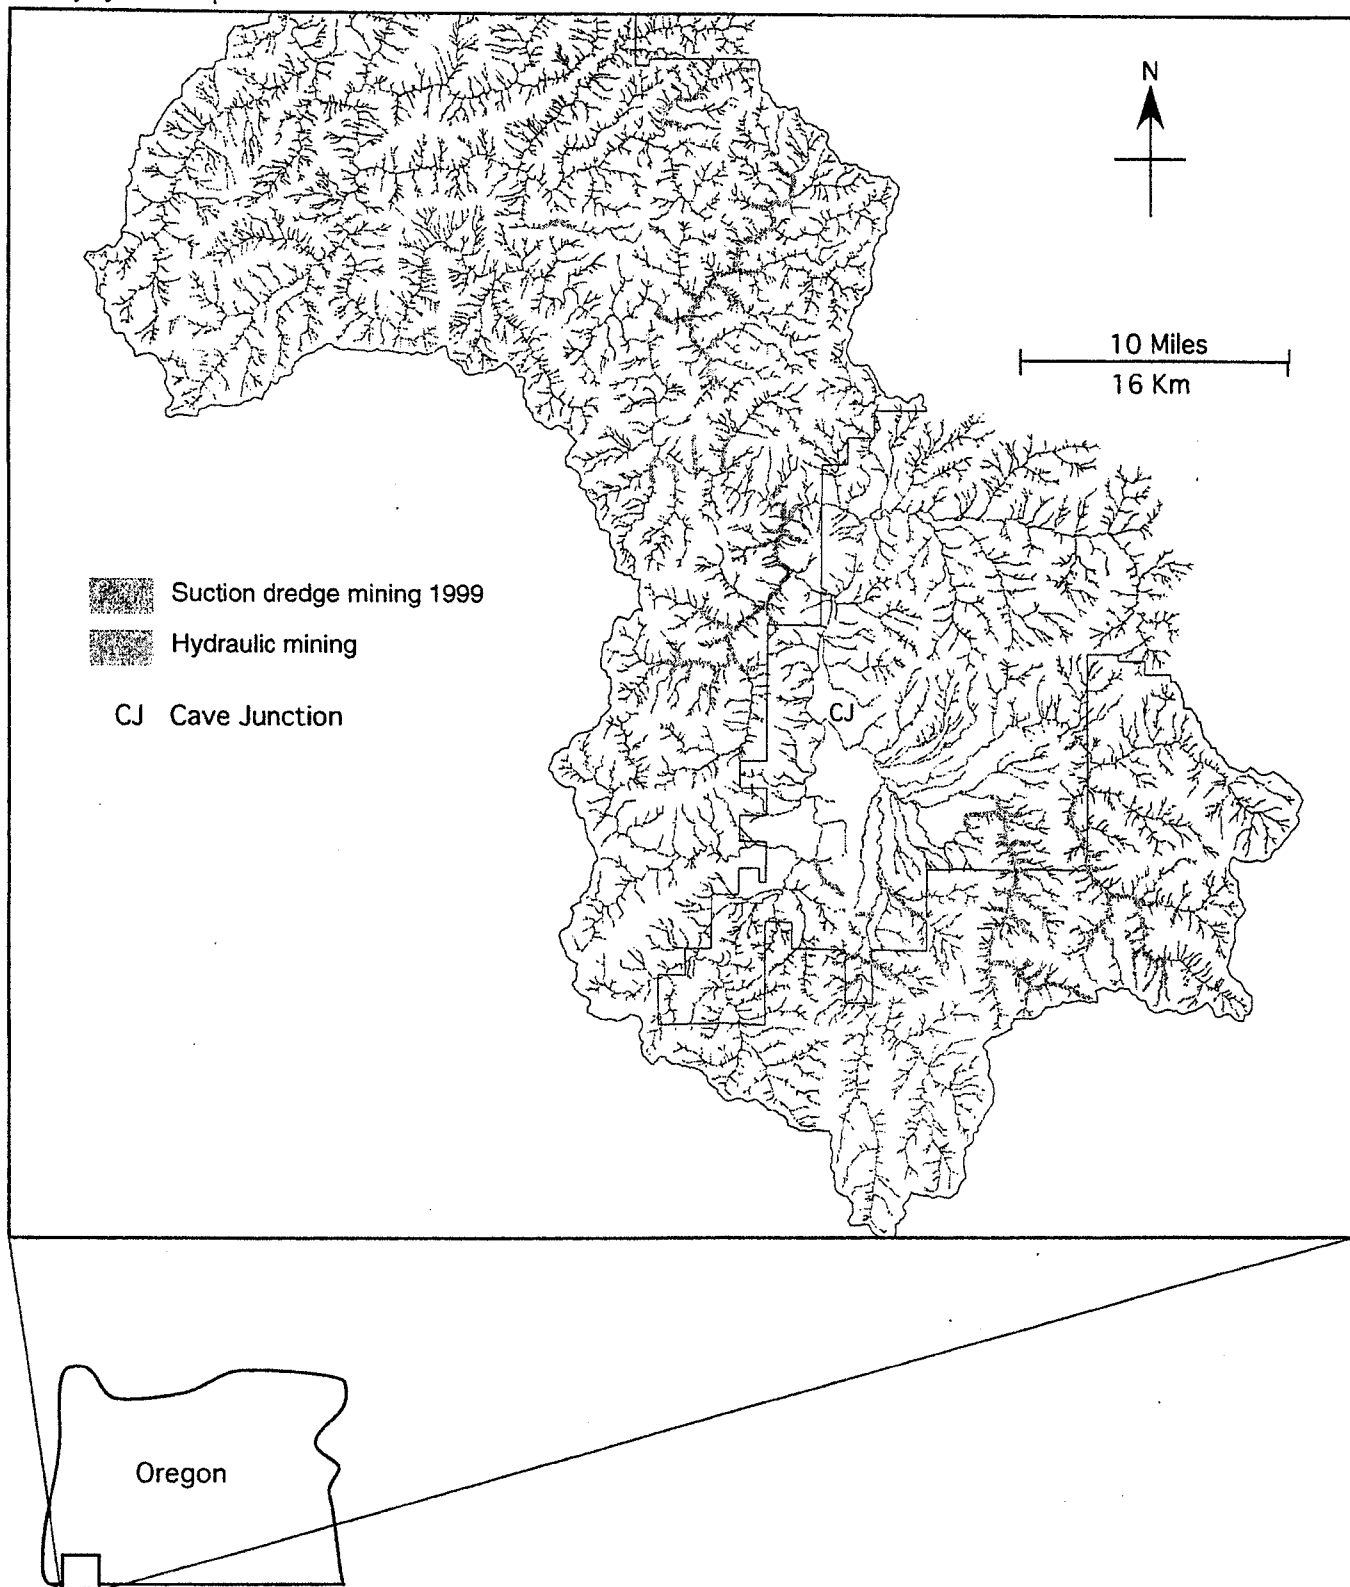 N
10 Miles
16 Km
Suction dredge mining 1999
Hydraulic mining
CJ Cave Junction
CJ
Oregon